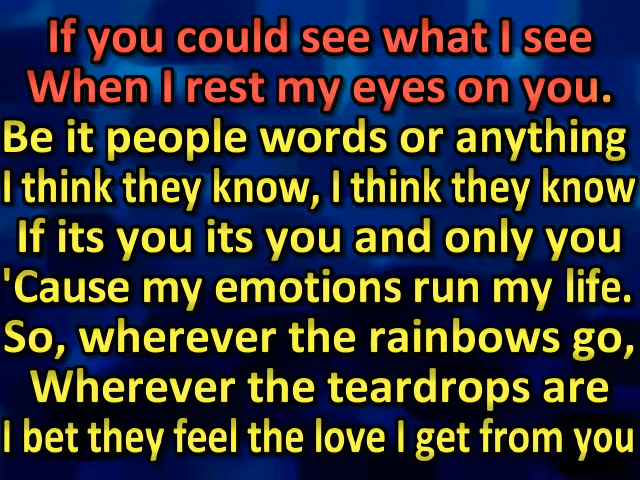 If you could see what I see
When I rest my eyes on you.
Be it people words or anything
I think they know, I think they know
If its you its you and only you
'Cause my emotions run my life.
So, wherever the rainbows go,
Wherever the teardrops are
I bet they feel the love I get from you